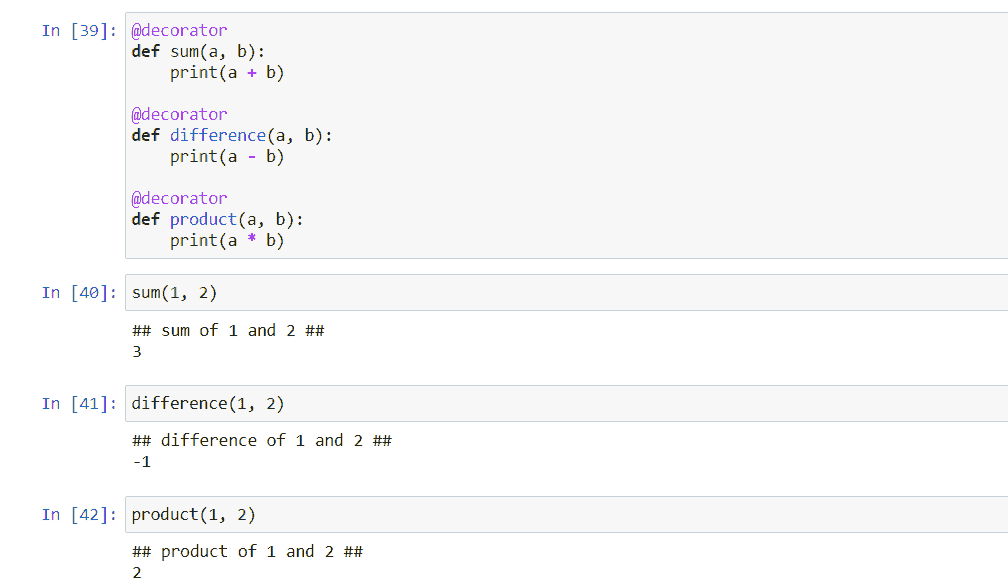 In [39]: @decorator
def sum(a, b):
    print(a + b)

@decorator
def difference(a, b):
    print(a - b)

@decorator
def product(a, b):
    print(a * b)

In [40]: sum(1, 2)
## sum of 1 and 2 ##
3

In [41]: difference(1, 2)
## difference of 1 and 2 ##
-1

In [42]: product(1, 2)
## product of 1 and 2 ##
2